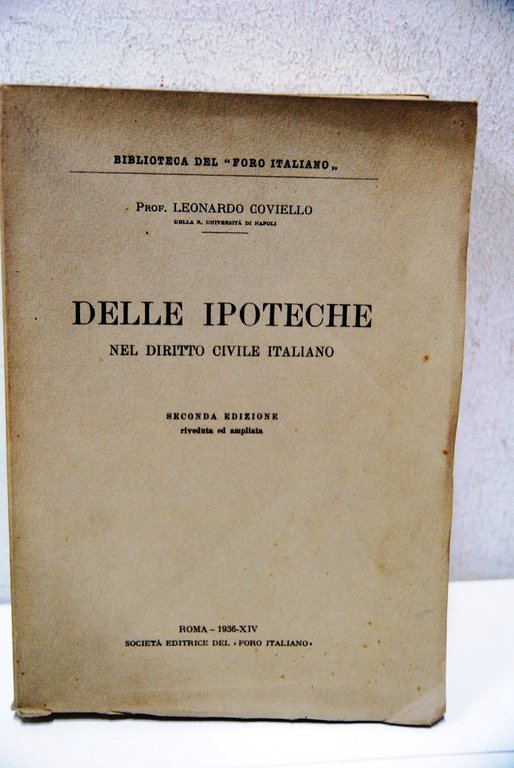 BIBLIOTECA DEL "FORO ITALIANO„
PROF. LEONARDO COVIELLO
DELLA R. UNIVERSITÀ DI NAPOLI
DELLE IPOTECHE
NEL DIRITTO CIVILE ITALIANO
SECONDA EDIZIONE
riveduta ed ampliata
ROMA - 1936-XIV
SOCIETÀ EDITRICE DEL «FORO ITALIANO»